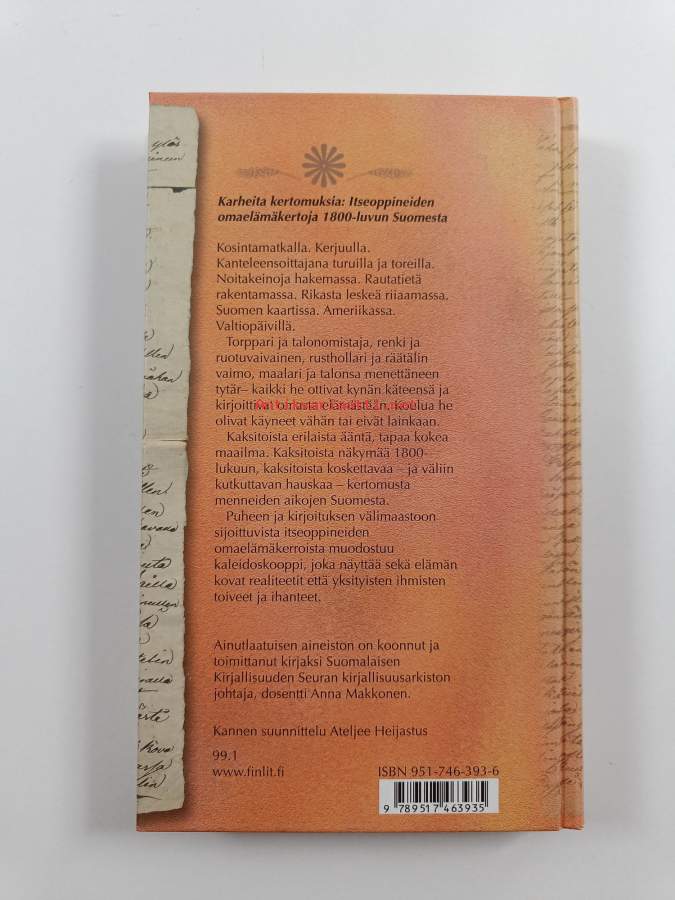 Karheita kertomuksia: Itseoppineiden
omaelämäkertoja 1800-luvun Suomesta
Kosintamatkalla. Kerjuulla.
Kanteleensoittajana turuilla ja toreilla.
Noitakeinoja hakemassa. Rautatietä
rakentamassa. Rikasta leskeä riiaamassa.
Suomen kaartissa. Ameriikassa.
Valtiopäivillä.
Torppari ja talonomistaja, renki ja
ruotuvaivainen, rusthollari ja räätälin
vaimo, maalari ja talonsa menettäneen
tytär– kaikki he ottivat kynän käteensä ja
kirjoittivat omasta elämästään. Koulua he
olivat käyneet vähän tai eivät lainkaan.
Kaksitoista erilaista ääntä, tapaa kokea
maailma. Kaksitoista näkymää 1800-
lukuun, kaksitoista koskettavaa – ja väliin
kutkuttavan hauskaa – kertomusta
menneiden aikojen Suomesta.
Puheen ja kirjoituksen välimaastoon
sijoittuvista itseoppineiden
omaelämäkerroista muodostuu
kaleidoskooppi, joka näyttää sekä elämän
kovat realiteetit että yksityisten ihmisten
toiveet ja ihanteet.
Ainutlaatuisen aineiston on koonnut ja
toimittanut kirjaksi Suomalaisen
Kirjallisuuden Seuran kirjallisuusarkiston
johtaja, dosentti Anna Makkonen.
Kannen suunnittelu Ateljee Heijastus
99.1
www.finlit.fi
ISBN 951-746-393-6
9 789517 463935